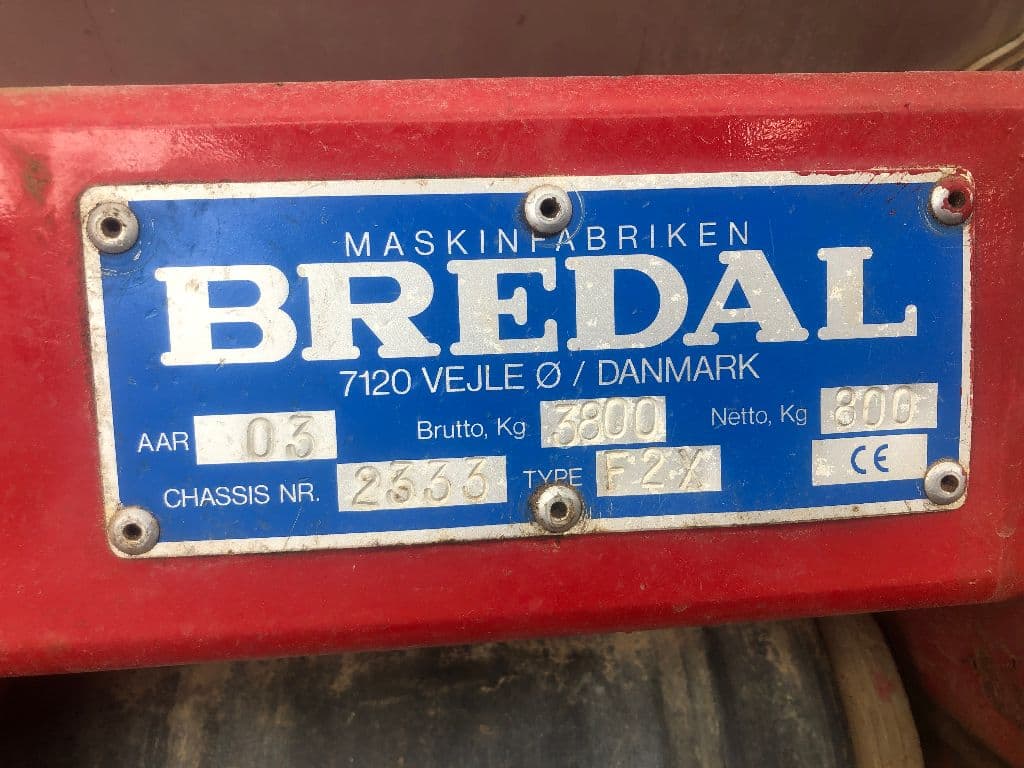 MASKINFABRIKEN
BREDAL
7120 VEJLE Ø / DANMARK
AAR 03 Brutto, Kg 3800 Netto, Kg 800
CHASSIS NR. 2333 TYPE F2X CE